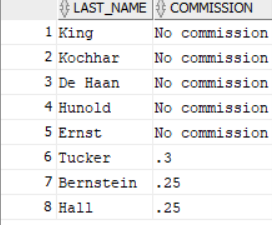 LAST_NAME COMMISSION
1 King No commission
2 Kochhar No commission
3 De Haan No commission
4 Hunold No commission
5 Ernst No commission
6 Tucker .3
7 Bernstein .25
8 Hall .25